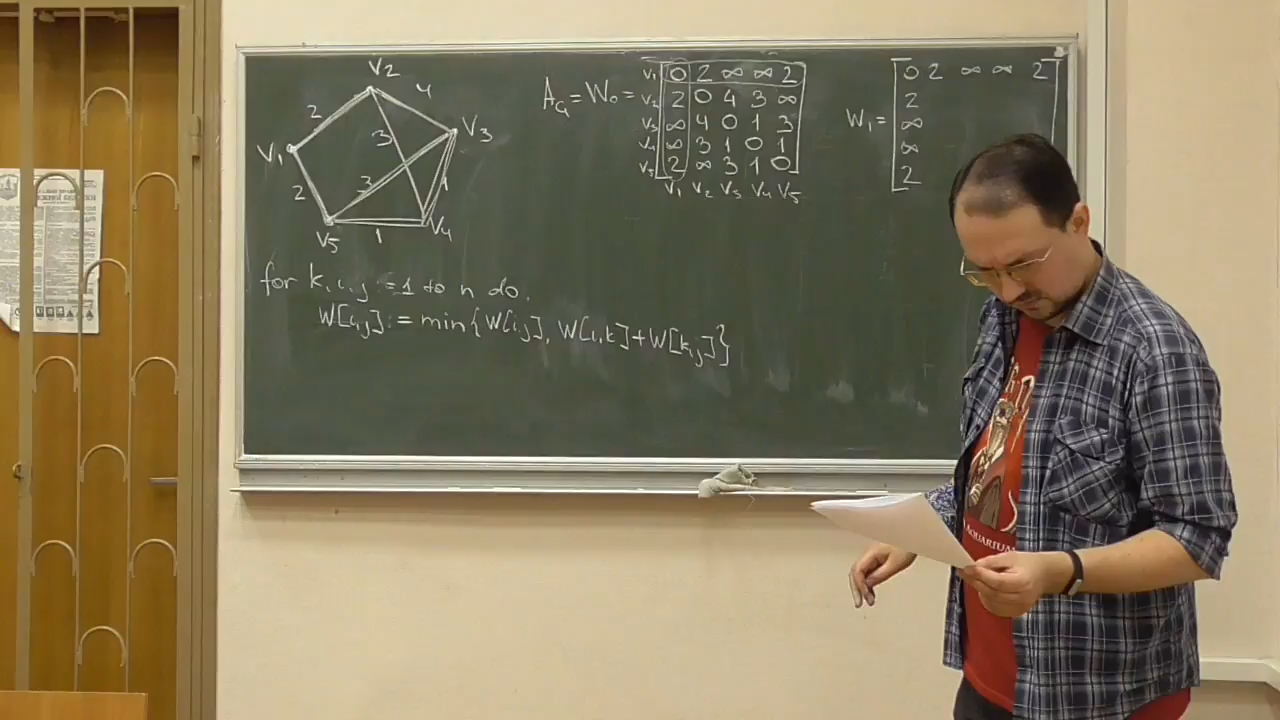 V2
2
4
V1
3
V3
2
3
1
V5
1
V4
for k,i,j:=1 to n do
W[i,j]:=min{W[i,j], W[i,k]+W[k,j]}
A_G=W_0=
V1 0 2 ∞ ∞ 2
V2 2 0 4 3 ∞
V3 ∞ 4 0 1 3
V4 ∞ 3 1 0 1
V5 2 ∞ 3 1 0
V1 V2 V3 V4 V5
W_1=
0 2 ∞ ∞ 2
2
∞
∞
2
AQUARIUM